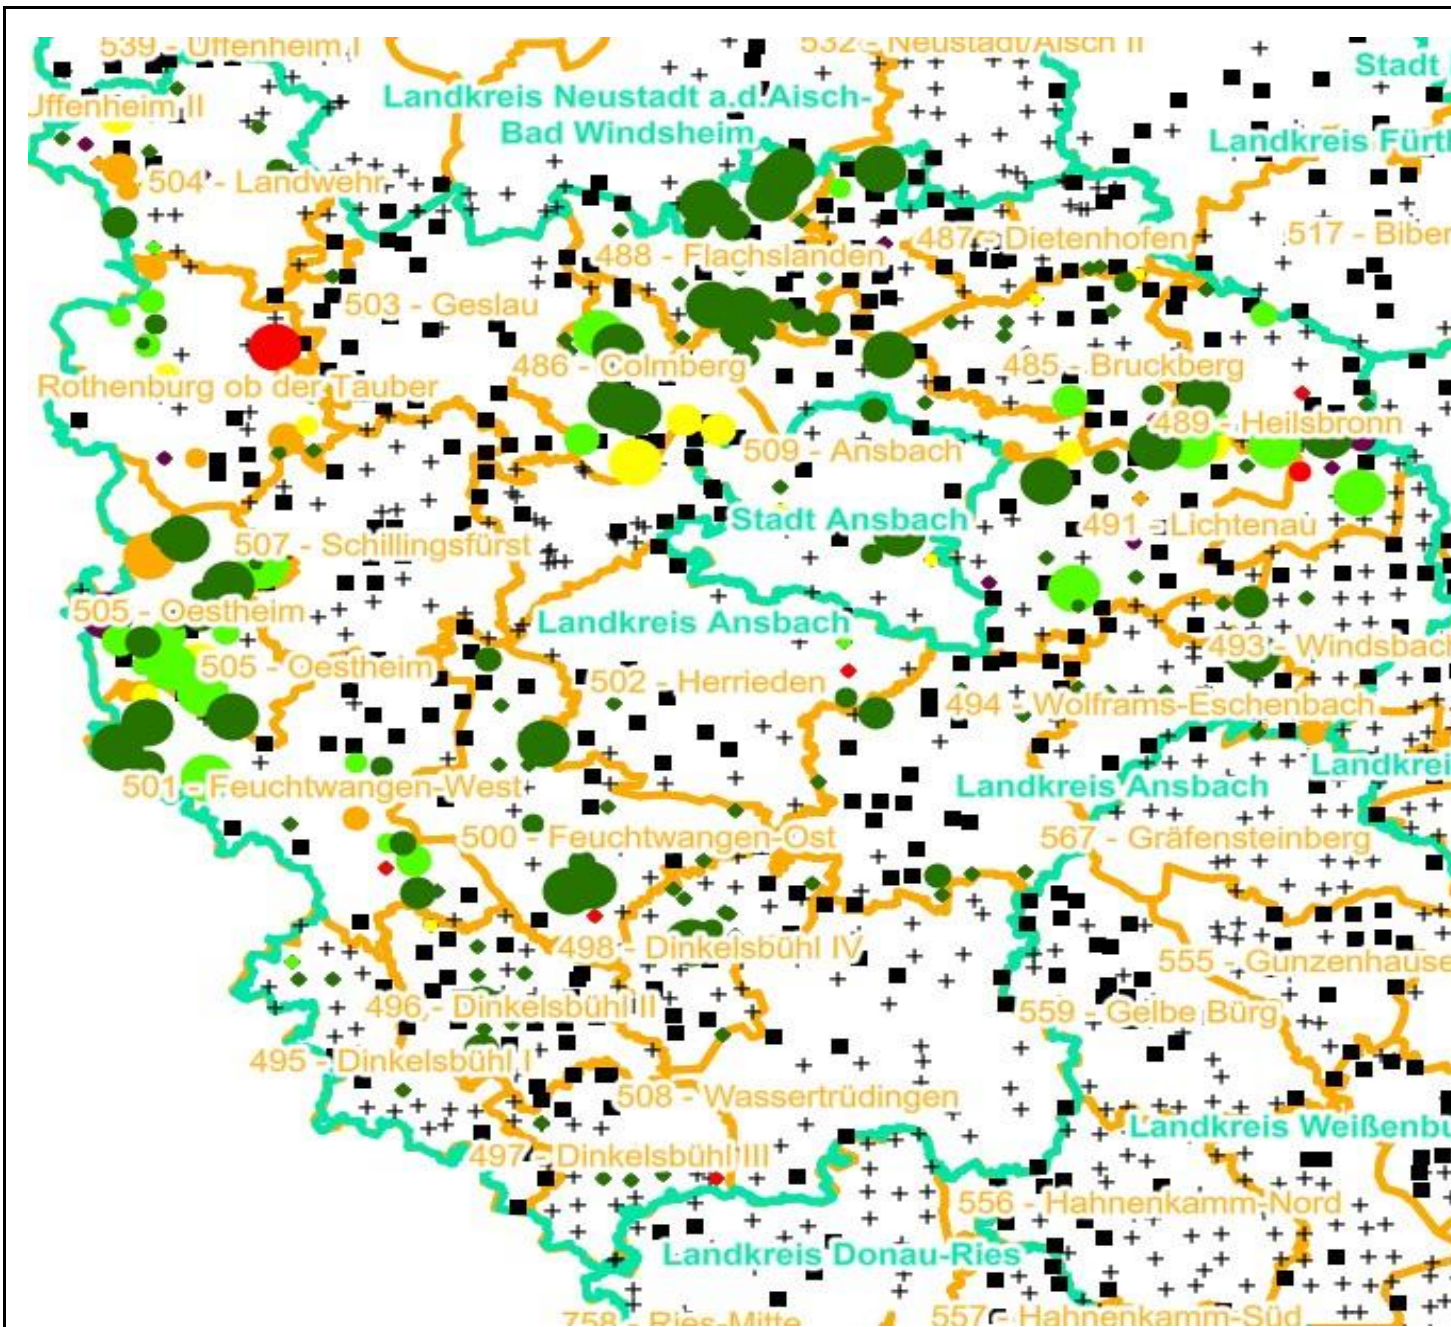 539 - Uffenheim I
532 - Neustadt/Aisch II
Stadt
Landkreis Neustadt a.d.Aisch-
Bad Windsheim
Uffenheim II
Landkreis Fürth
504 - Landwehr
487 - Dietenhofen
517 - Biber
488 - Flachslanden
503 - Geslau
486 - Colmberg
485 - Bruckberg
Rothenburg ob der Tauber
489 - Heilsbronn
509 - Ansbach
Stadt Ansbach
491 - Lichtenau
507 - Schillingsfürst
505 - Oestheim
Landkreis Ansbach
493 - Windsbach
505 - Oestheim
502 - Herrieden
494 - Wolframs-Eschenbach
Landkrei
501 - Feuchtwangen-West
Landkreis Ansbach
500 - Feuchtwangen-Ost
567 - Gräfensteinberg
498 - Dinkelsbühl IV
555 - Gunzenhause
496 - Dinkelsbühl II
559 - Gelbe Bürg
495 - Dinkelsbühl I
508 - Wassertrüdingen
Landkreis Weißenbu
497 - Dinkelsbühl III
556 - Hahnenkamm-Nord
Landkreis Donau-Ries
758 - Ries-Mitte
557 - Hahnenkamm-Süd